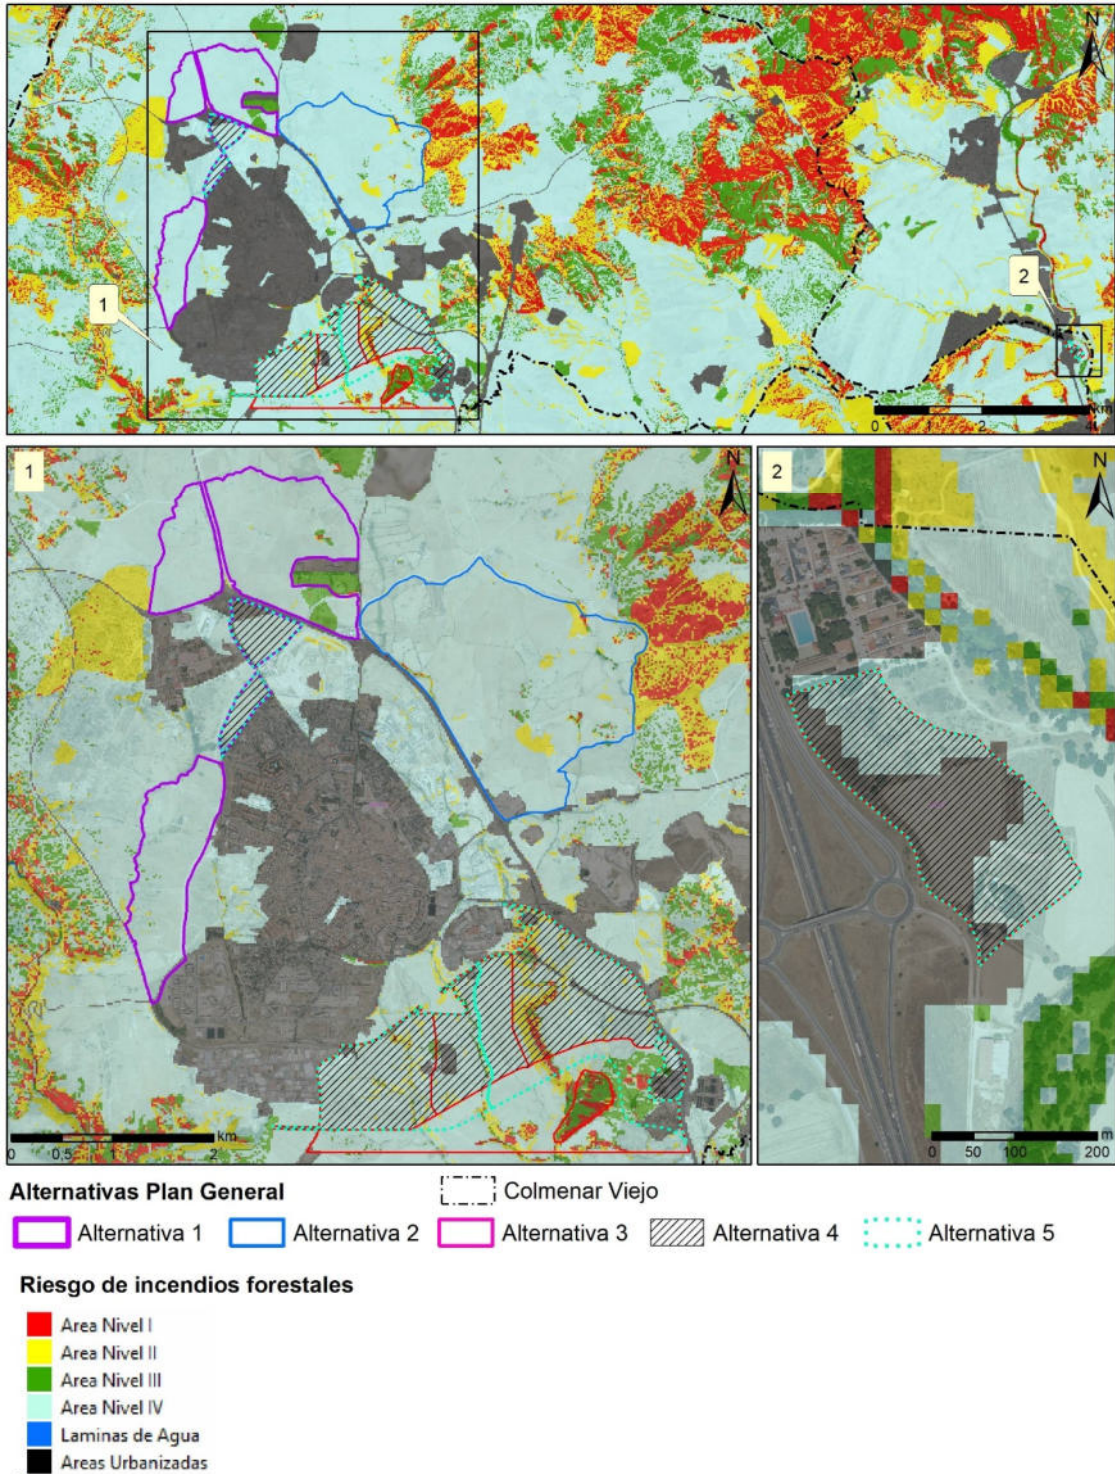 N
1
2
0 1 2 4 km
1
N
2
N
km
0 0,5 1 2
m
0 50 100 200
Alternativas Plan General
Colmenar Viejo
Alternativa 1 Alternativa 2 Alternativa 3 Alternativa 4 Alternativa 5
Riesgo de incendios forestales
Area Nivel I
Area Nivel II
Area Nivel III
Area Nivel IV
Laminas de Agua
Areas Urbanizadas